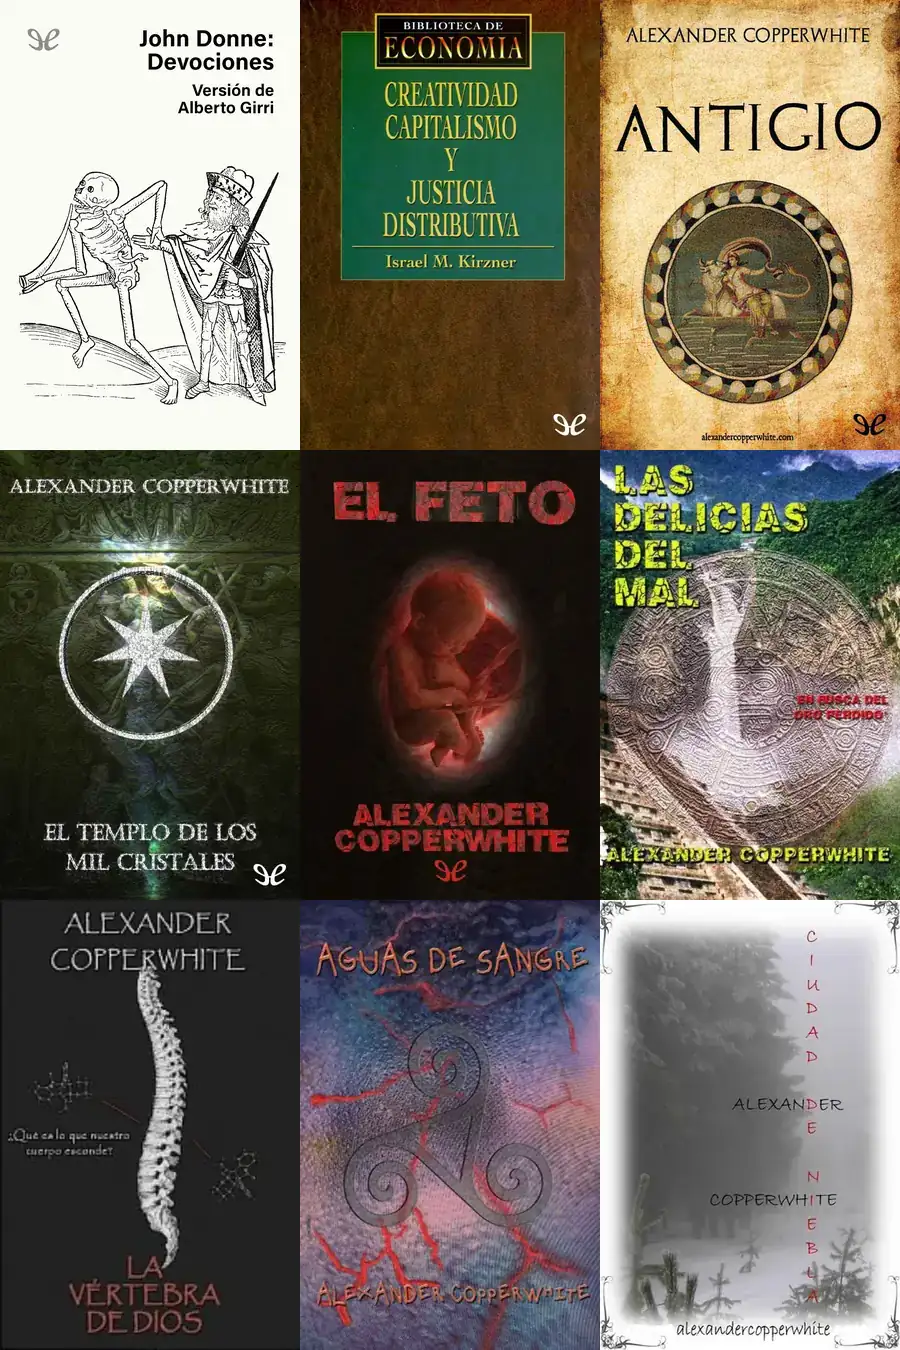 John Donne:
Devociones
Versión de
Alberto Girri
BIBLIOTECA DE
ECONOMIA
CREATIVIDAD
CAPITALISMO
Y
JUSTICIA
DISTRIBUTIVA
Israel M. Kirzner
ALEXANDER COPPERWHITE
ANTIGIO
alexandercopperwhite.com
ALEXANDER COPPERWHITE
EL TEMPLO DE LOS
MIL CRISTALES
EL FETO
ALEXANDER
COPPERWHITE
LAS
DELICIAS
DEL
MAL
"EN BUSCA DEL
ORO PERDIDO"
ALEXANDER COPPERWHITE
ALEXANDER
COPPERWHITE
¿Qué es lo que nuestro
cuerpo esconde?
LA
VÉRTEBRA
DE DIOS
AGUAS DE SANGRE
ALEXANDER COPPERWHITE
CIUDAD DE NIEBLA
ALEXANDER
COPPERWHITE
alexandercopperwhite